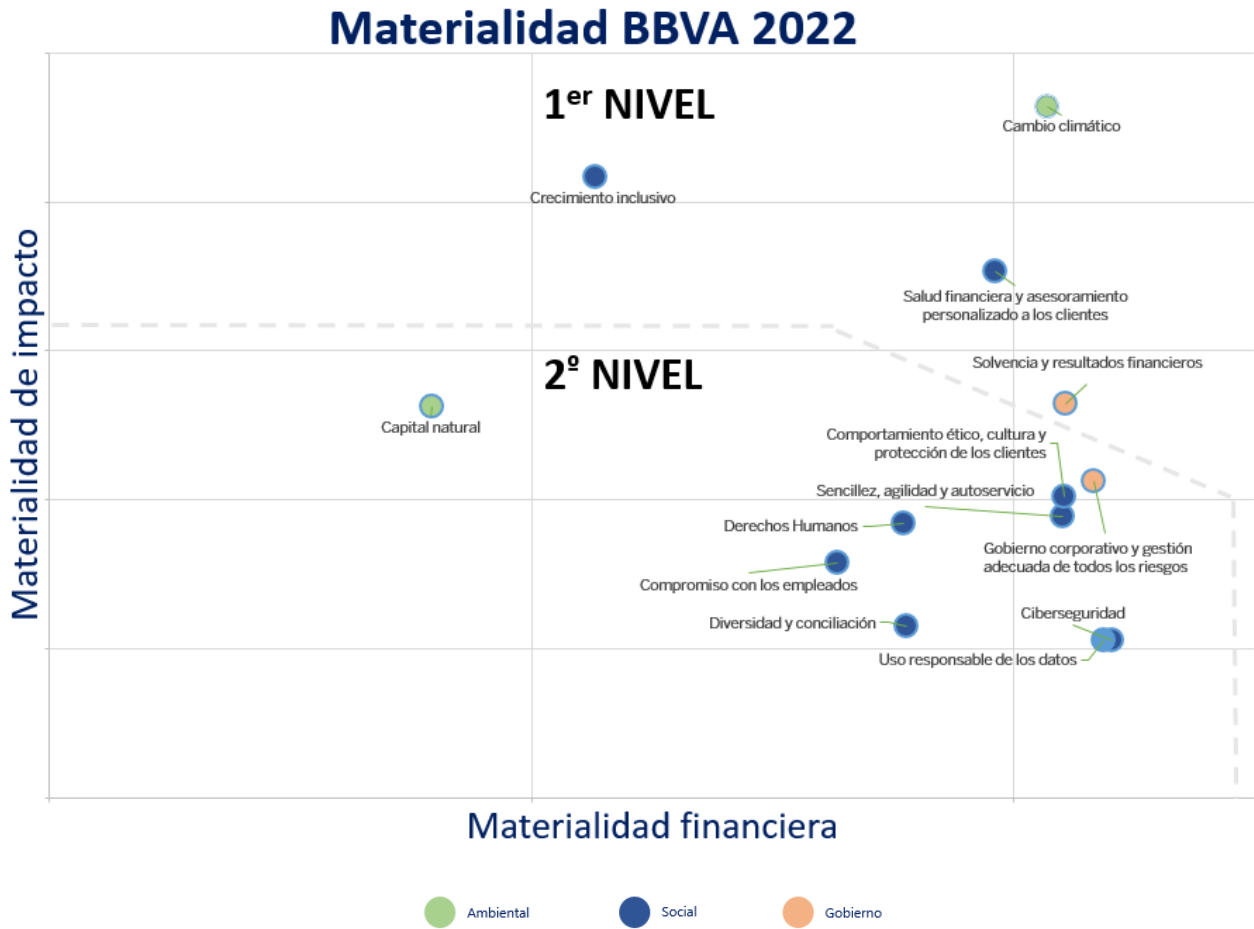 Materialidad BBVA 2022
1er NIVEL
Cambio climático
Crecimiento inclusivo
Salud financiera y asesoramiento
personalizado a los clientes
2º NIVEL
Solvencia y resultados financieros
Capital natural
Comportamiento ético, cultura y
protección de los clientes
Sencillez, agilidad y autoservicio
Derechos Humanos
Gobierno corporativo y gestión
adecuada de todos los riesgos
Compromiso con los empleados
Ciberseguridad
Diversidad y conciliación
Uso responsable de los datos
Materialidad de impacto
Materialidad financiera
Ambiental
Social
Gobierno